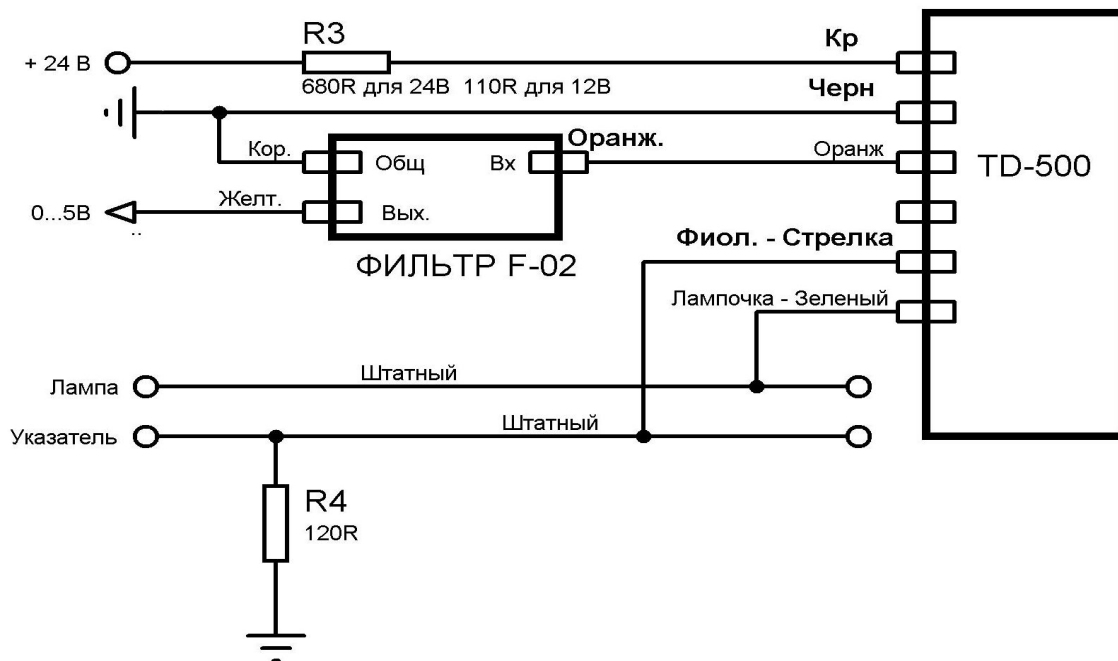 R3
Кр
+ 24 В
680R для 24В 110R для 12В
Черн
Оранж.
Кор.
Общ
Вх
Оранж
TD-500
Желт.
0...5В
..
Вых.
Фиол. - Стрелка
ФИЛЬТР F-02
Лампочка - Зеленый
Штатный
Лампа
Штатный
Указатель
R4
120R